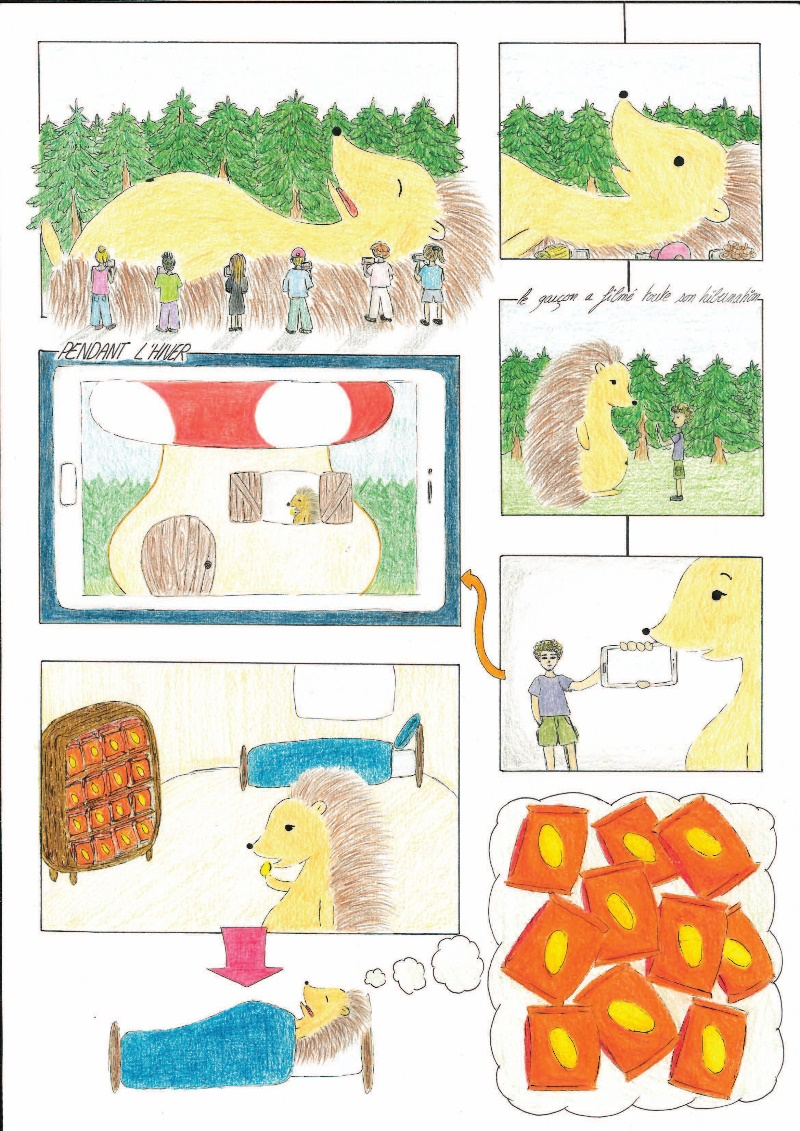 le garçon a filmé toute son hibernation
PENDANT L'HIVER